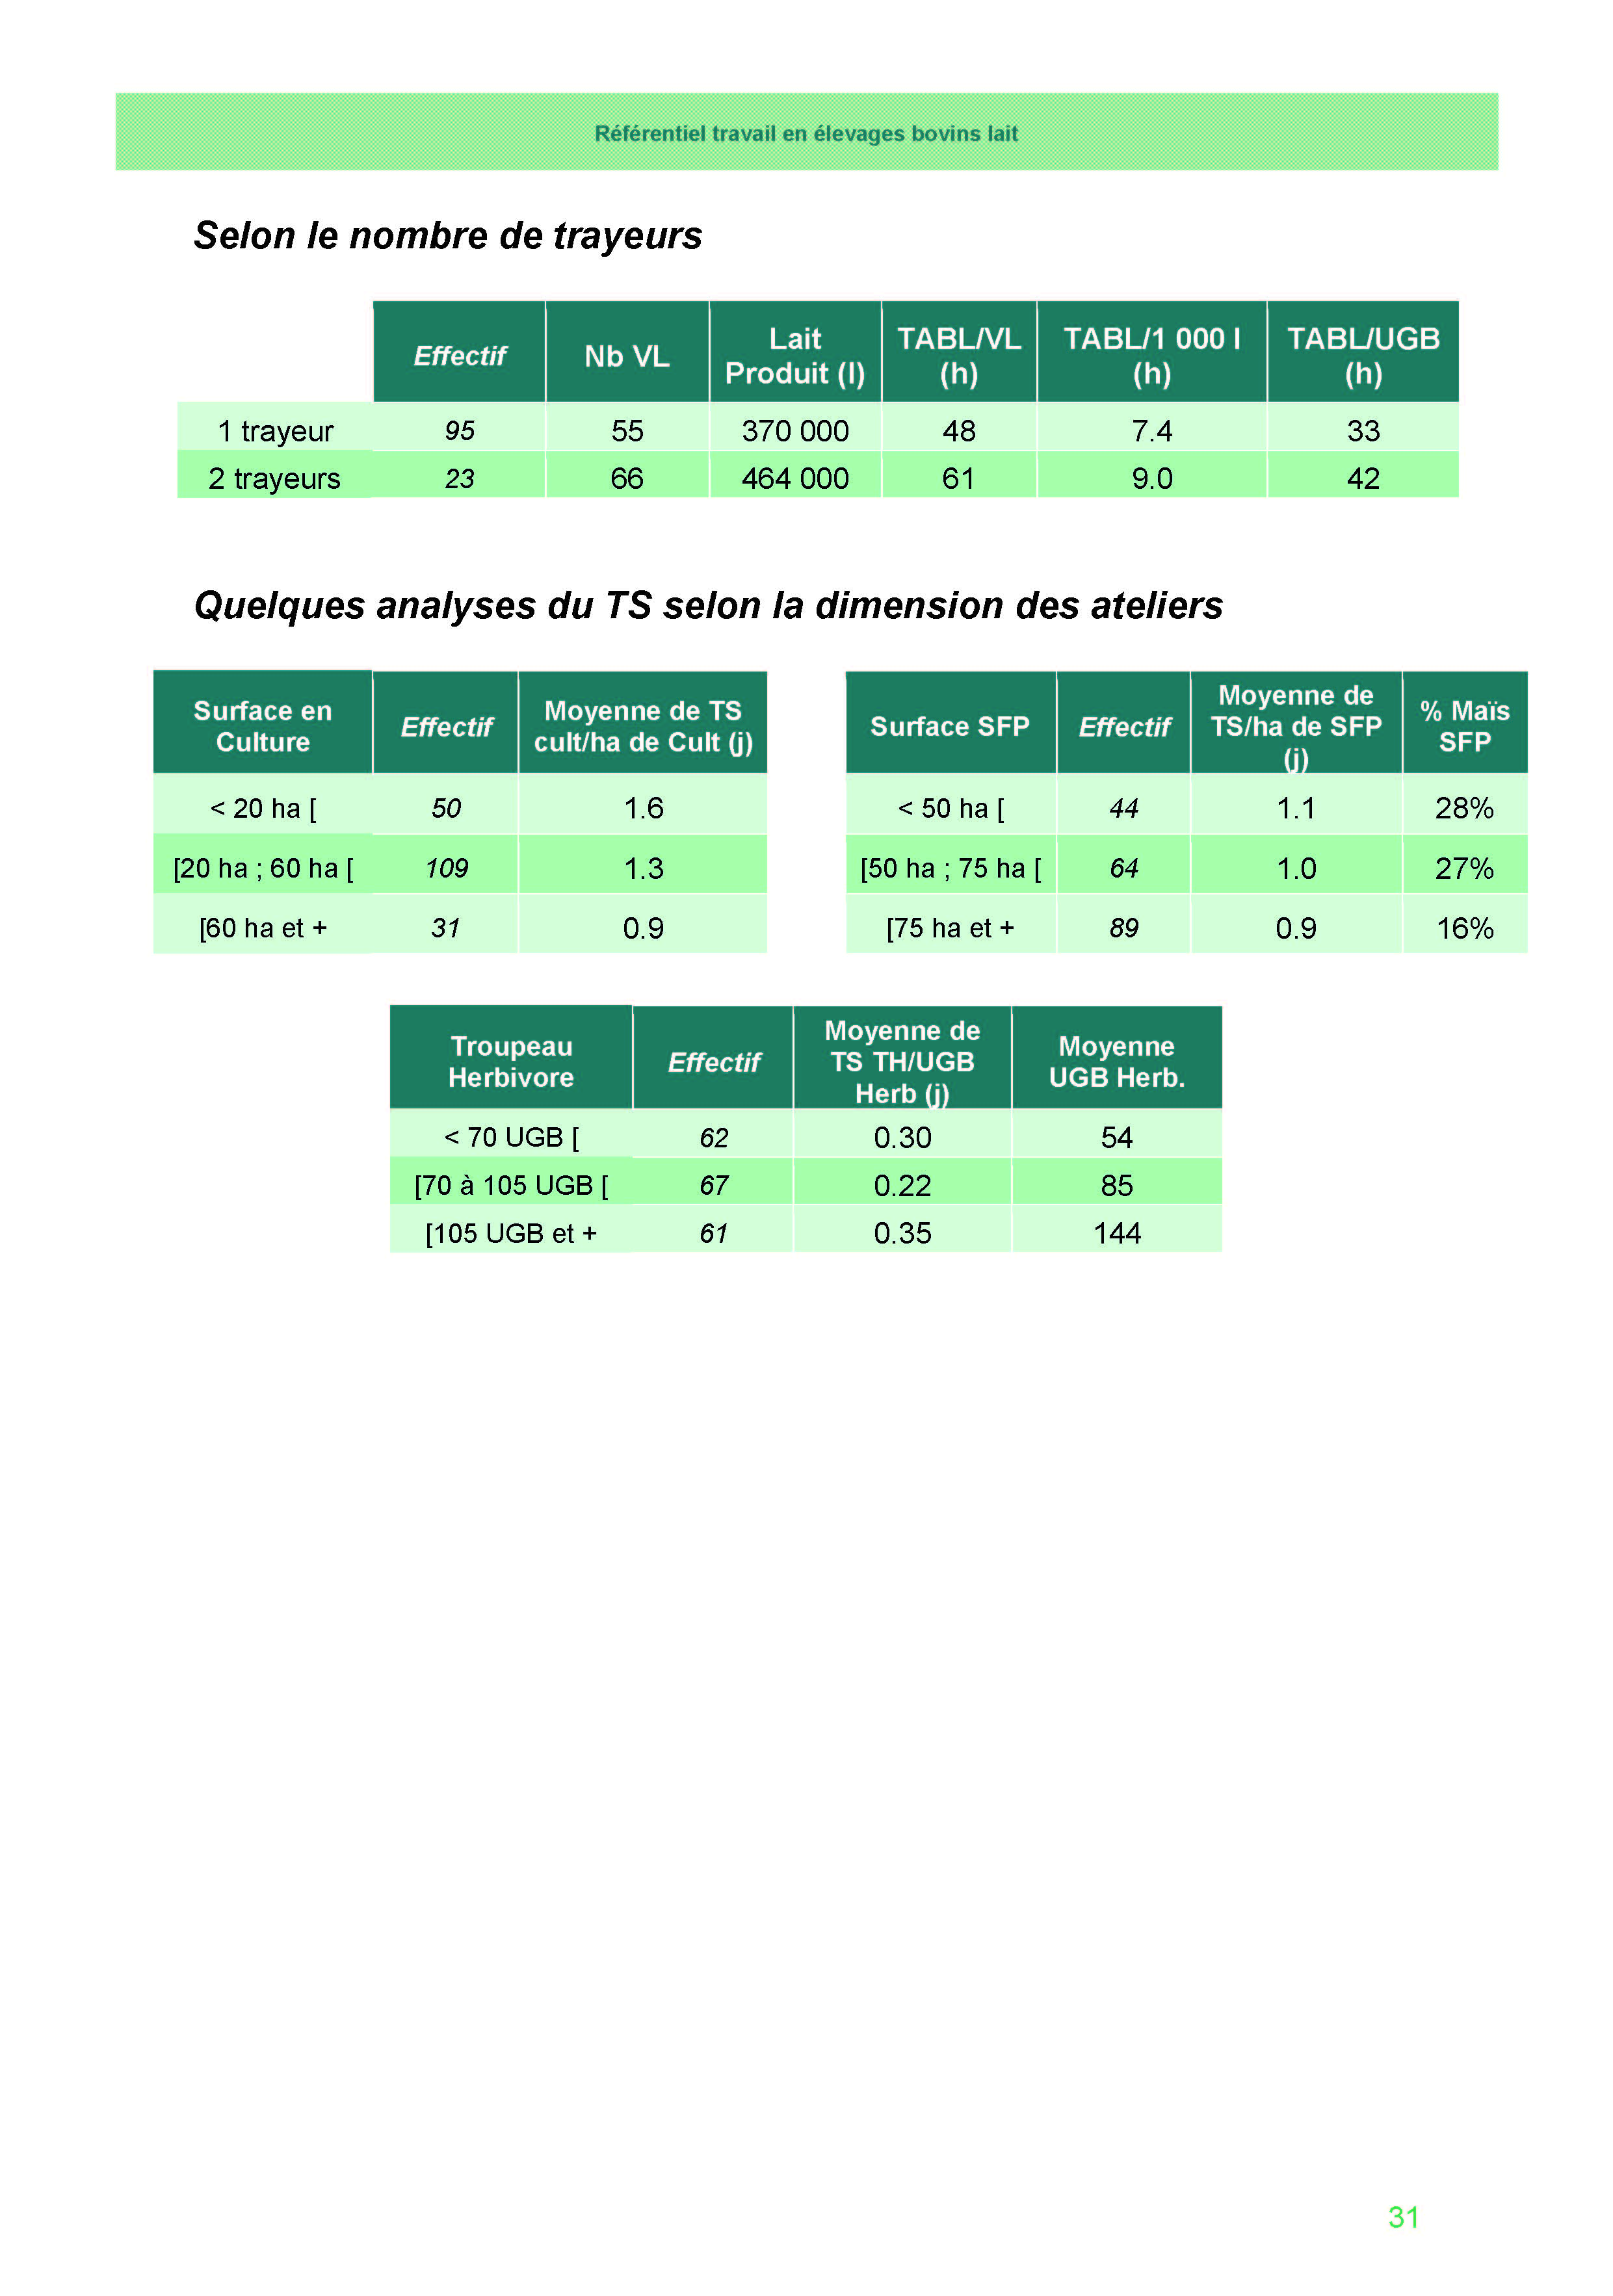 Référentiel travail en élevages bovins lait
Selon le nombre de trayeurs
Effectif Nb VL Lait Produit (l) TABL/VL (h) TABL/1 000 l (h) TABL/UGB (h)
1 trayeur 95 55 370 000 48 7.4 33
2 trayeurs 23 66 464 000 61 9.0 42
Quelques analyses du TS selon la dimension des ateliers
Surface en Culture Effectif Moyenne de TS cult/ha de Cult (j)
< 20 ha [ 50 1.6
[20 ha ; 60 ha [ 109 1.3
[60 ha et + 31 0.9
Surface SFP Effectif Moyenne de TS/ha de SFP (j) % Maïs SFP
< 50 ha [ 44 1.1 28%
[50 ha ; 75 ha [ 64 1.0 27%
[75 ha et + 89 0.9 16%
Troupeau Herbivore Effectif Moyenne de TS TH/UGB Herb (j) Moyenne UGB Herb.
< 70 UGB [ 62 0.30 54
[70 à 105 UGB [ 67 0.22 85
[105 UGB et + 61 0.35 144
31